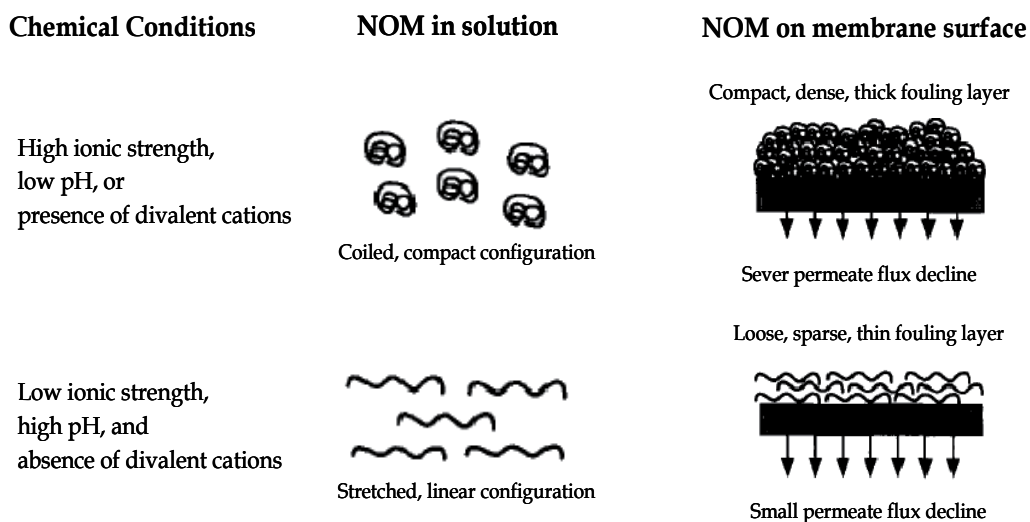 Chemical Conditions
NOM in solution
NOM on membrane surface
Compact, dense, thick fouling layer
High ionic strength,
low pH, or
presence of divalent cations
Coiled, compact configuration
Sever permeate flux decline
Loose, sparse, thin fouling layer
Low ionic strength,
high pH, and
absence of divalent cations
Stretched, linear configuration
Small permeate flux decline